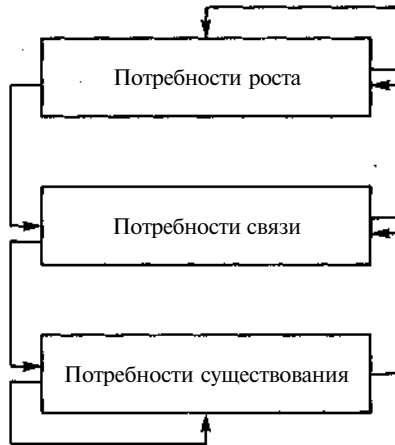 Потребности роста
Потребности связи
Потребности существования